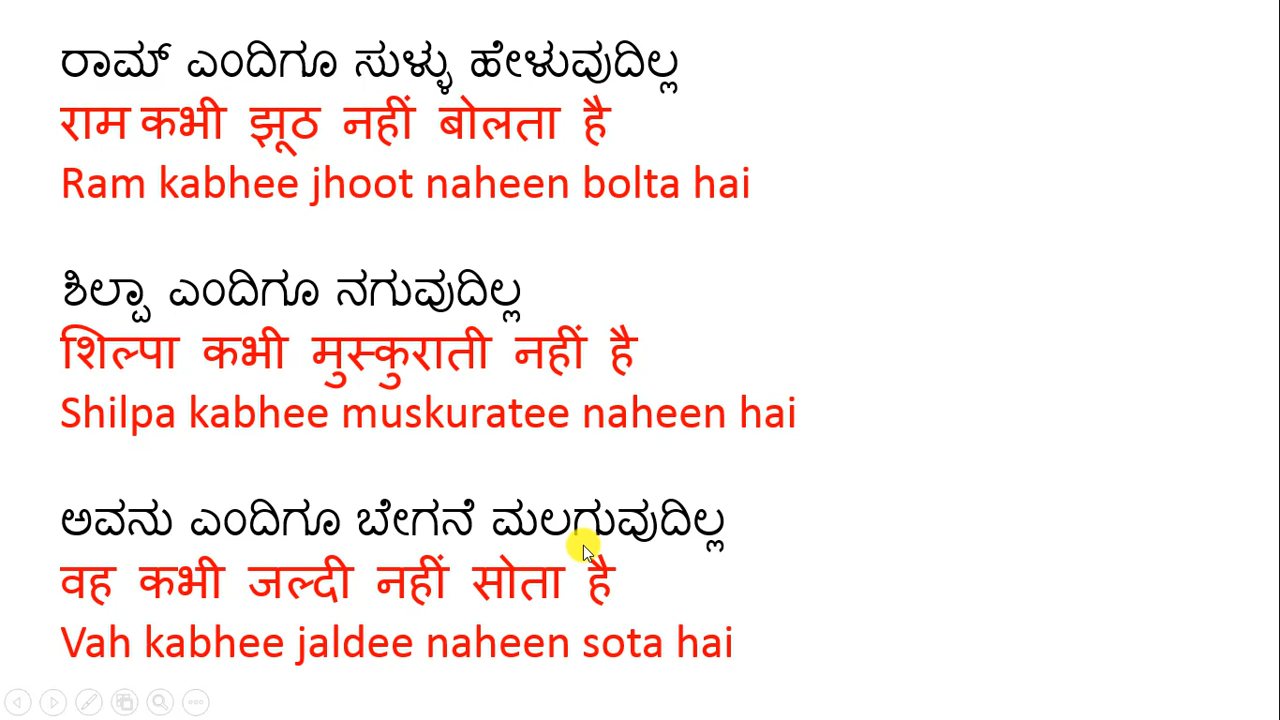 ರಾಮ್ ಎಂದಿಗೂ ಸುಳ್ಳು ಹೇಳುವುದಿಲ್ಲ
राम कभी झूठ नहीं बोलता है
Ram kabhee jhoot naheen bolta hai
ಶಿಲ್ಪಾ ಎಂದಿಗೂ ನಗುವುದಿಲ್ಲ
शिल्पा कभी मुस्कुराती नहीं है
Shilpa kabhee muskuratee naheen hai
ಅವನು ಎಂದಿಗೂ ಬೇಗನೆ ಮಲಗುವುದಿಲ್ಲ
वह कभी जल्दी नहीं सोता है
Vah kabhee jaldee naheen sota hai